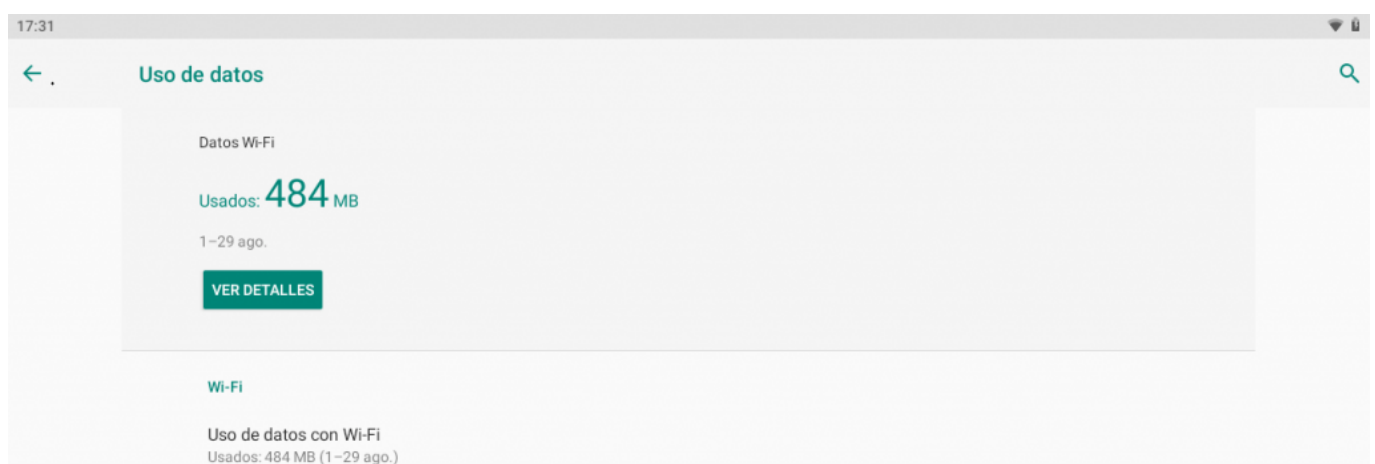 17:31
Uso de datos
Datos Wi-Fi
Usados: 484 MB
1–29 ago.
VER DETALLES
Wi-Fi
Uso de datos con Wi-Fi
Usados: 484 MB (1–29 ago.)